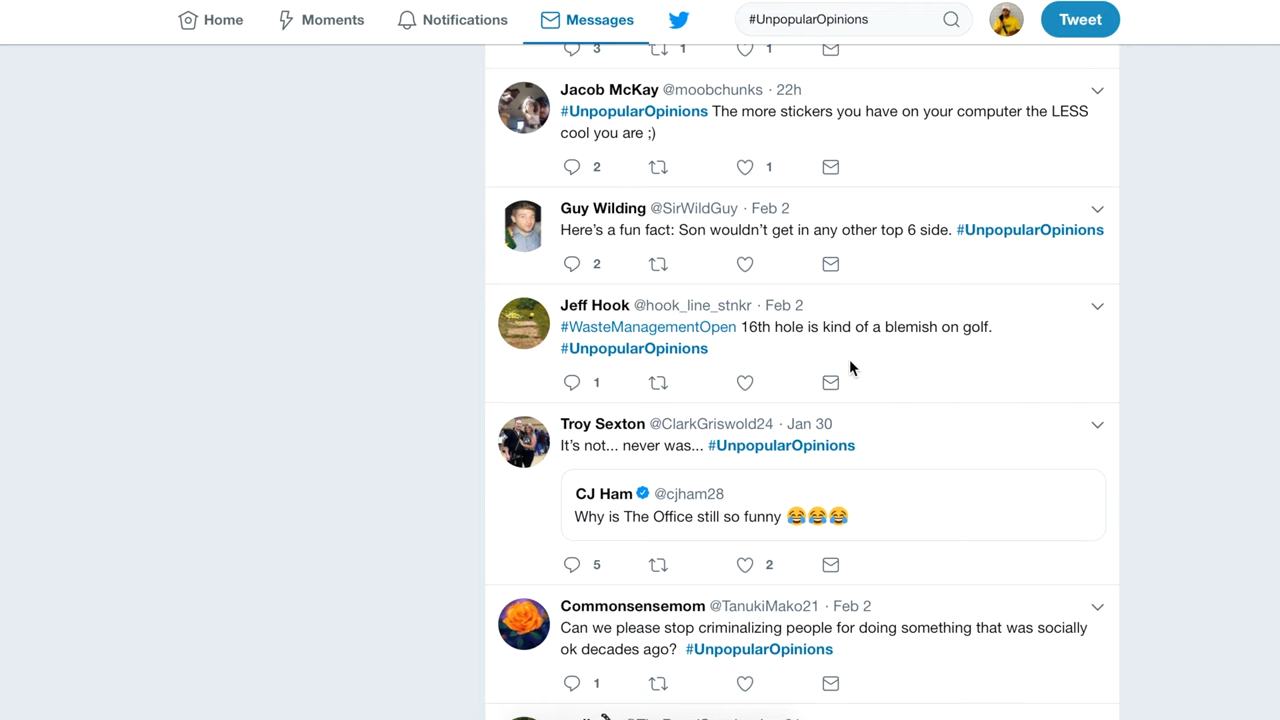 Home Moments Notifications Messages #UnpopularOpinions Tweet
3 1 1
Jacob McKay @moobchunks · 22h
#UnpopularOpinions The more stickers you have on your computer the LESS
cool you are ;)
2 1
Guy Wilding @SirWildGuy · Feb 2
Here's a fun fact: Son wouldn't get in any other top 6 side. #UnpopularOpinions
2
Jeff Hook @hook_line_stnkr · Feb 2
#WasteManagementOpen 16th hole is kind of a blemish on golf.
#UnpopularOpinions
1
Troy Sexton @ClarkGriswold24 · Jan 30
It's not... never was... #UnpopularOpinions
CJ Ham @cjham28
Why is The Office still so funny 😂😂😂
5 2
Commonsensemom @TanukiMako21 · Feb 2
Can we please stop criminalizing people for doing something that was socially
ok decades ago? #UnpopularOpinions
1